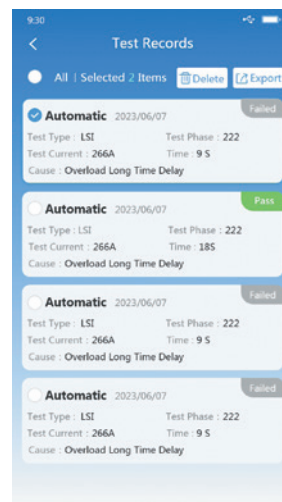 9:30
Test Records
All | Selected 2 Items Delete Export
Automatic 2023/06/07 Failed
Test Type : LSI Test Phase : 222
Test Current : 266A Time : 9 S
Cause : Overload Long Time Delay
Automatic 2023/06/07 Pass
Test Type : LSI Test Phase : 222
Test Current : 266A Time : 18S
Cause : Overload Long Time Delay
Automatic 2023/06/07 Failed
Test Type : LSI Test Phase : 222
Test Current : 266A Time : 9 S
Cause : Overload Long Time Delay
Automatic 2023/06/07 Failed
Test Type : LSI Test Phase : 222
Test Current : 266A Time : 9 S
Cause : Overload Long Time Delay